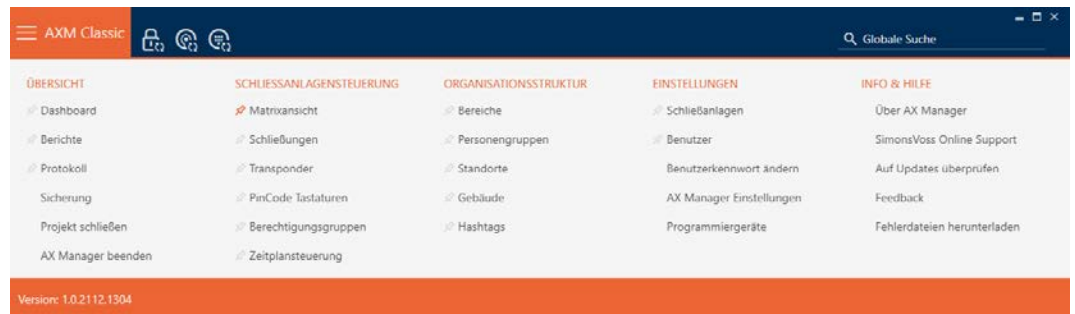 AXM Classic
Globale Suche
ÜBERSICHT
Dashboard
Berichte
Protokoll
Sicherung
Projekt schließen
AX Manager beenden
SCHLIESSANLAGENSTEUERUNG
Matrixansicht
Schließungen
Transponder
PinCode Tastaturen
Berechtigungsgruppen
Zeitplansteuerung
ORGANISATIONSSTRUKTUR
Bereiche
Personengruppen
Standorte
Gebäude
Hashtags
EINSTELLUNGEN
Schließanlagen
Benutzer
Benutzerkennwort ändern
AX Manager Einstellungen
Programmiergeräte
INFO & HILFE
Über AX Manager
SimonsVoss Online Support
Auf Updates überprüfen
Feedback
Fehlerdateien herunterladen
Version: 1.0.2112.1304